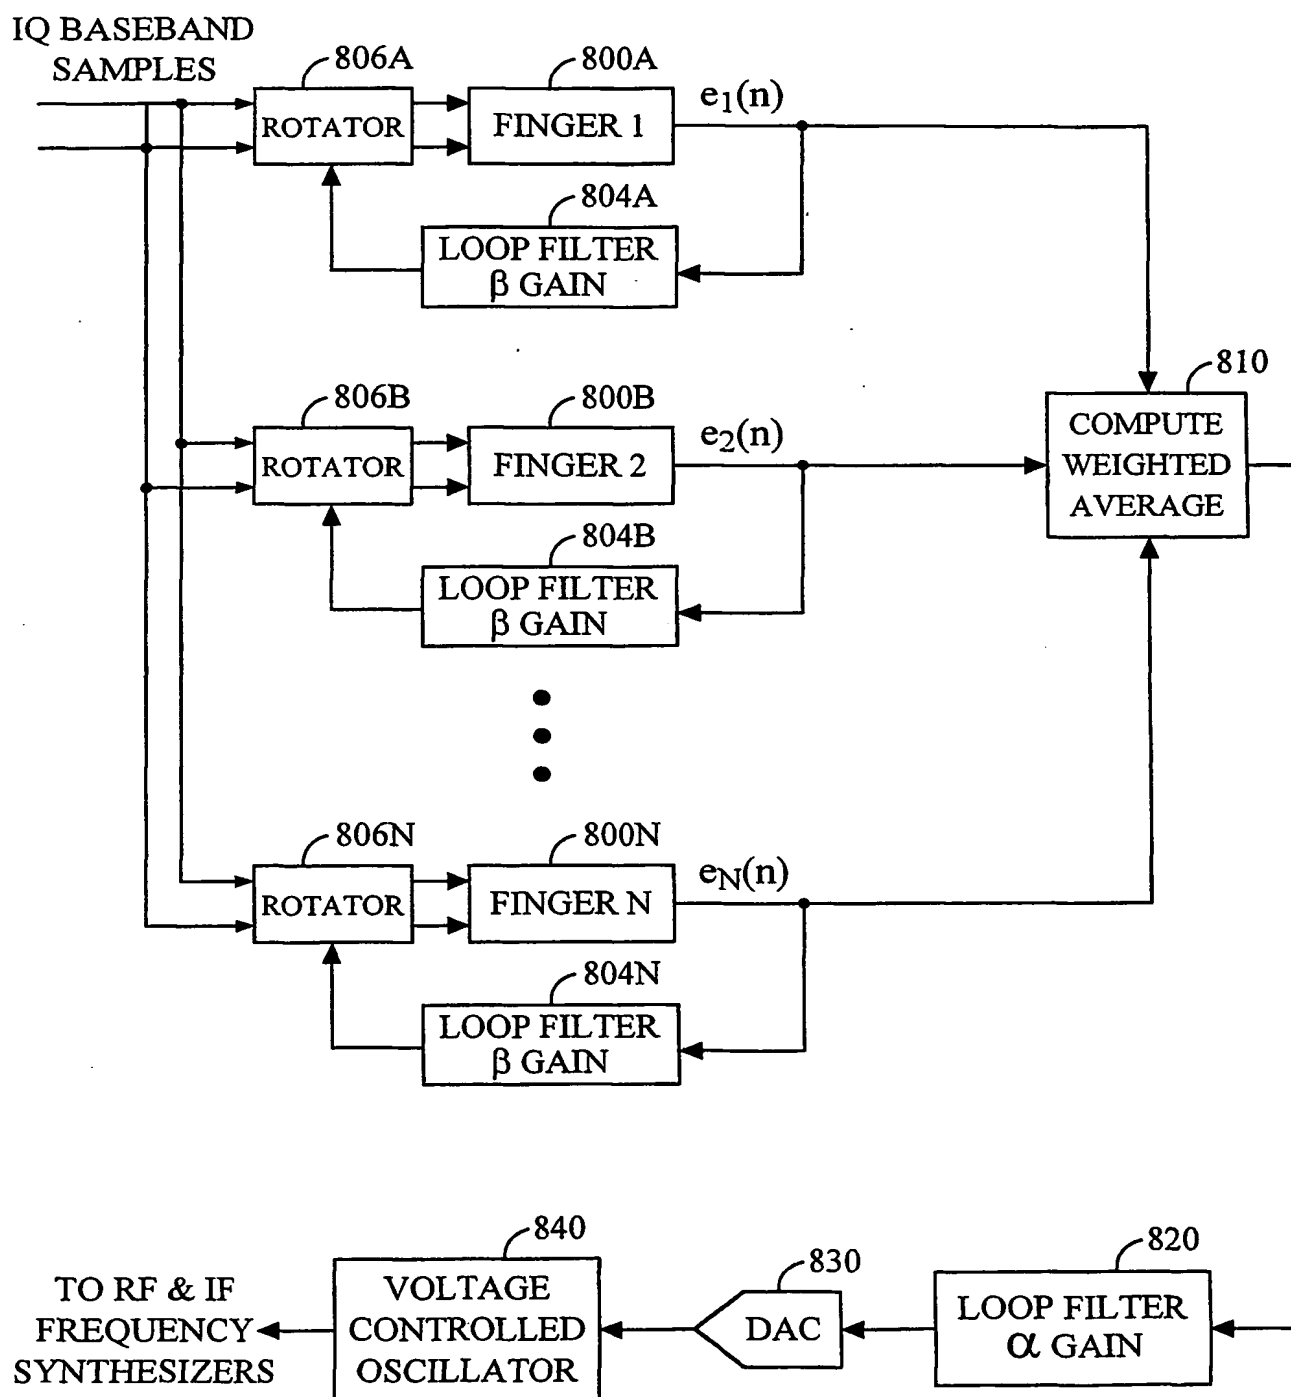 IQ BASEBAND
SAMPLES
806A
ROTATOR
800A
FINGER 1
e₁(n)
804A
LOOP FILTER
β GAIN
806B
ROTATOR
800B
FINGER 2
e₂(n)
804B
LOOP FILTER
β GAIN
810
COMPUTE
WEIGHTED
AVERAGE
806N
ROTATOR
800N
FINGER N
e_N(n)
804N
LOOP FILTER
β GAIN
TO RF & IF
FREQUENCY
SYNTHESIZERS
840
VOLTAGE
CONTROLLED
OSCILLATOR
830
DAC
820
LOOP FILTER
α GAIN